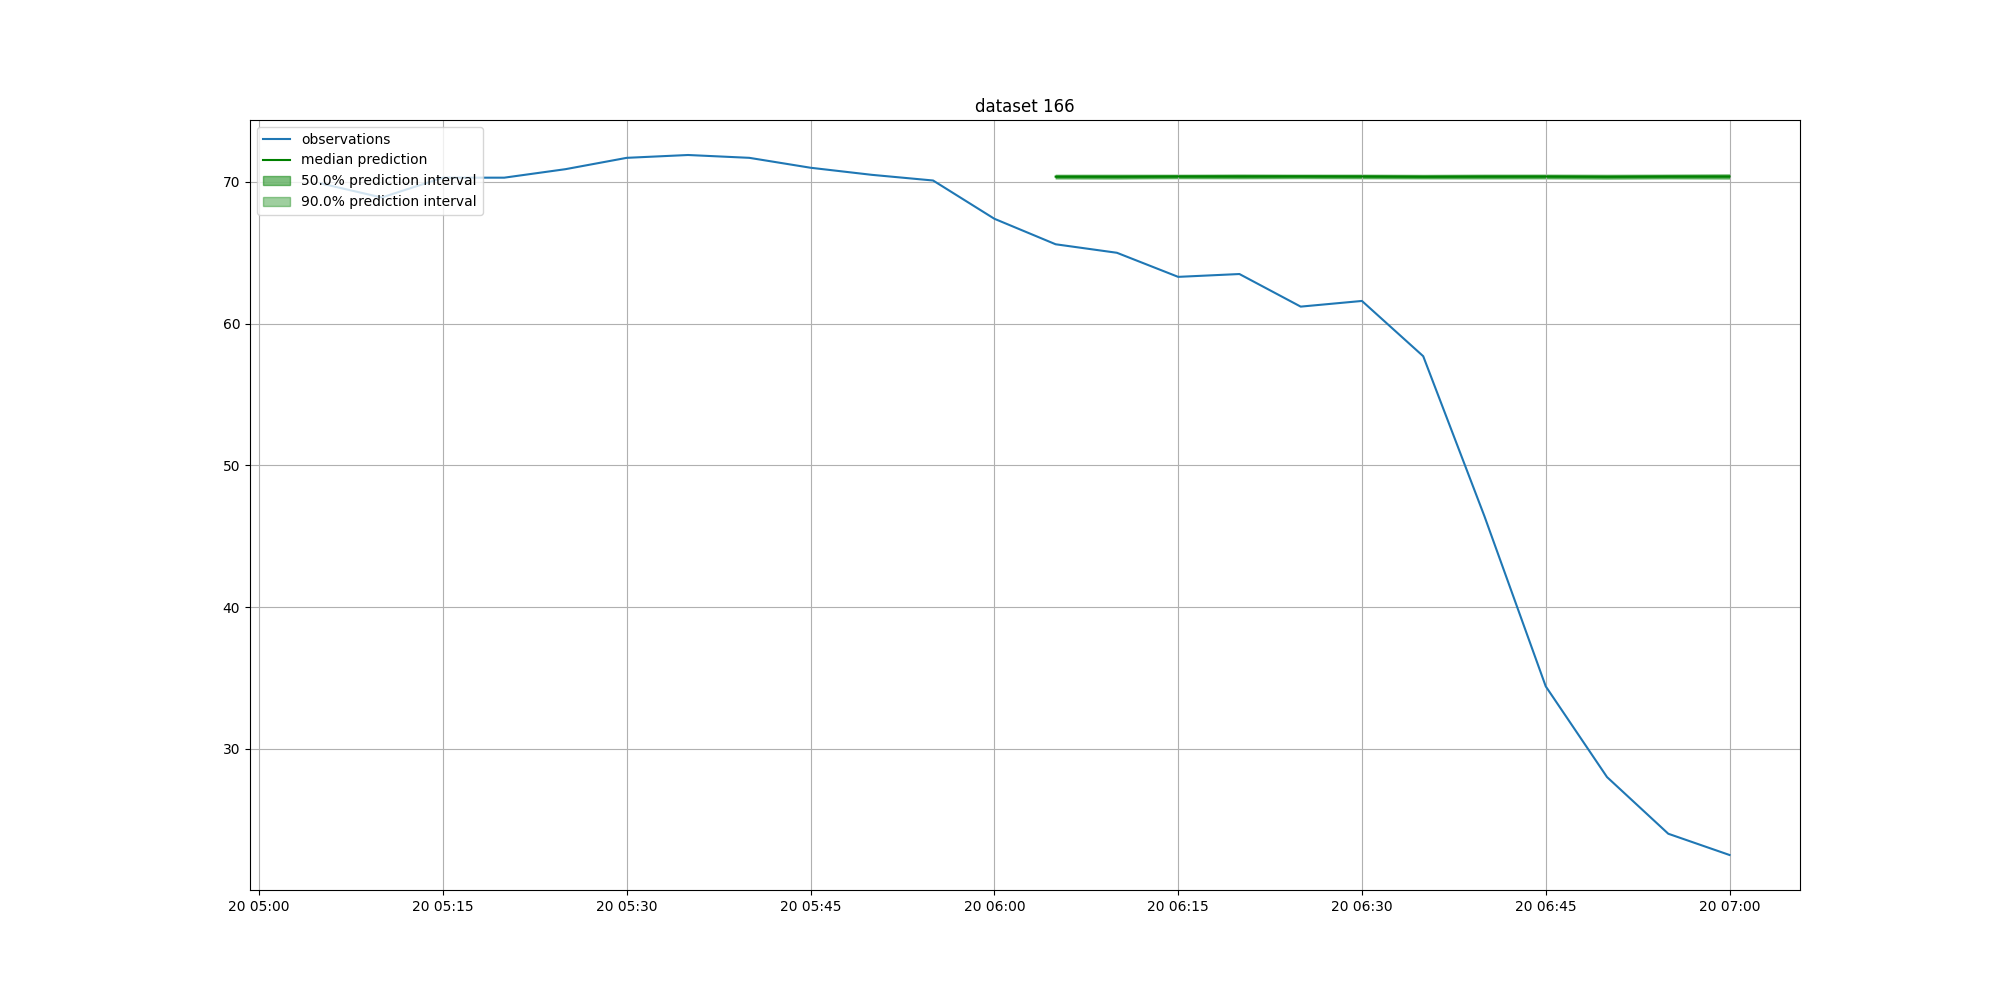 dataset 166
observations
median prediction
50.0% prediction interval
90.0% prediction interval
70
60
50
40
30
20 05:00 20 05:15 20 05:30 20 05:45 20 06:00 20 06:15 20 06:30 20 06:45 20 07:00